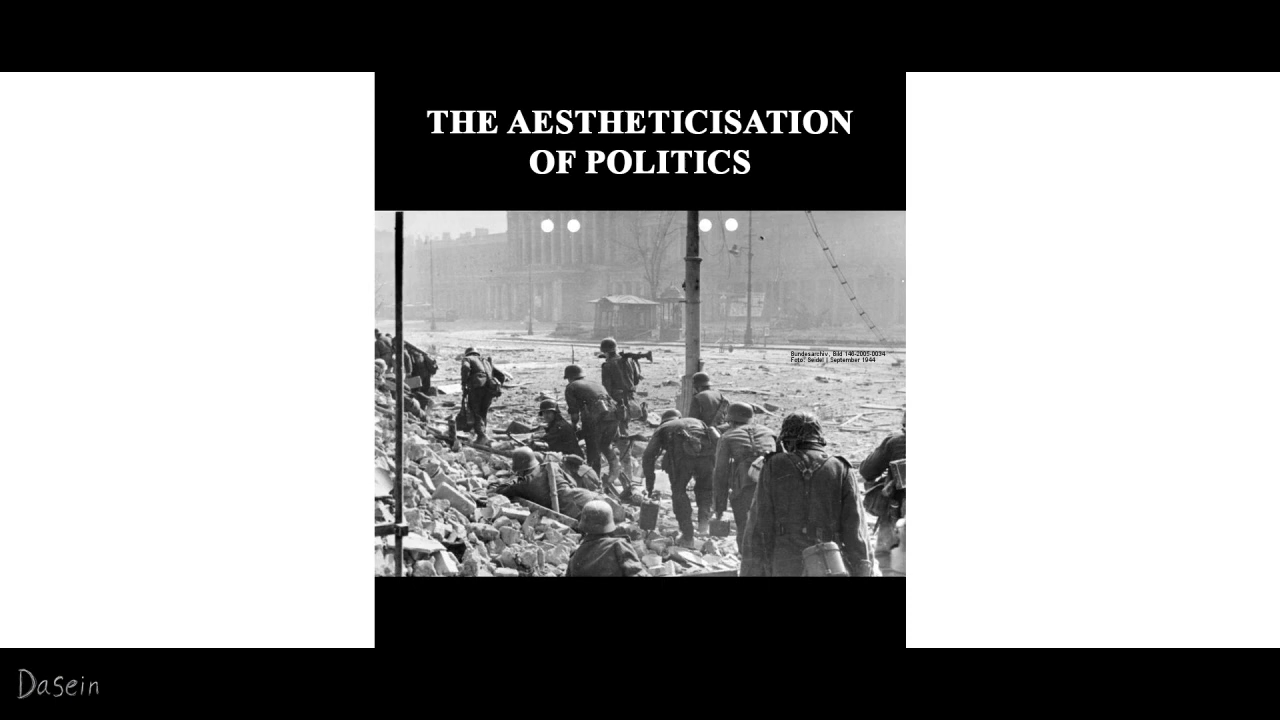 THE AESTHETICISATION
OF POLITICS
Bundesarchiv, Bild 146-2005-0034
Foto: Seidel | September 1944
Dasein